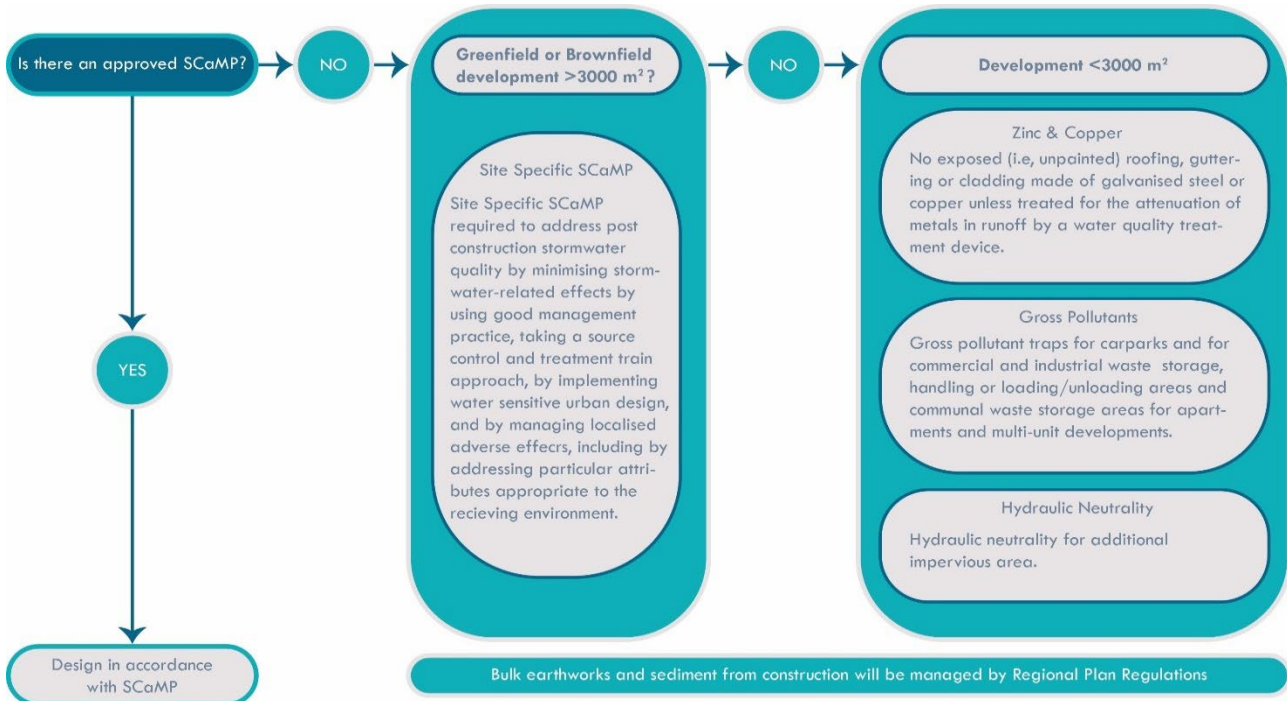 Is there an approved SCaMP?
NO
Greenfield or Brownfield
development >3000 m²?
NO
Development <3000 m²
Site Specific SCaMP
Site Specific SCaMP
required to address post
construction stormwater
quality by minimising storm-
water-related effects by
using good management
practice, taking a source
control and treatment train
approach, by implementing
water sensitive urban design,
and by managing localised
adverse effecrs, including by
addressing particular attri-
butes appropriate to the
recieving environment.
Zinc & Copper
No exposed (i.e, unpainted) roofing, gutter-
ing or cladding made of galvanised steel or
copper unless treated for the attenuation of
metals in runoff by a water quality treat-
ment device.
Gross Pollutants
Gross pollutant traps for carparks and for
commercial and industrial waste storage,
handling or loading/unloading areas and
communal waste storage areas for apart-
ments and multi-unit developments.
Hydraulic Neutrality
Hydraulic neutrality for additional
impervious area.
YES
Design in accordance
with SCaMP
Bulk earthworks and sediment from construction will be managed by Regional Plan Regulations